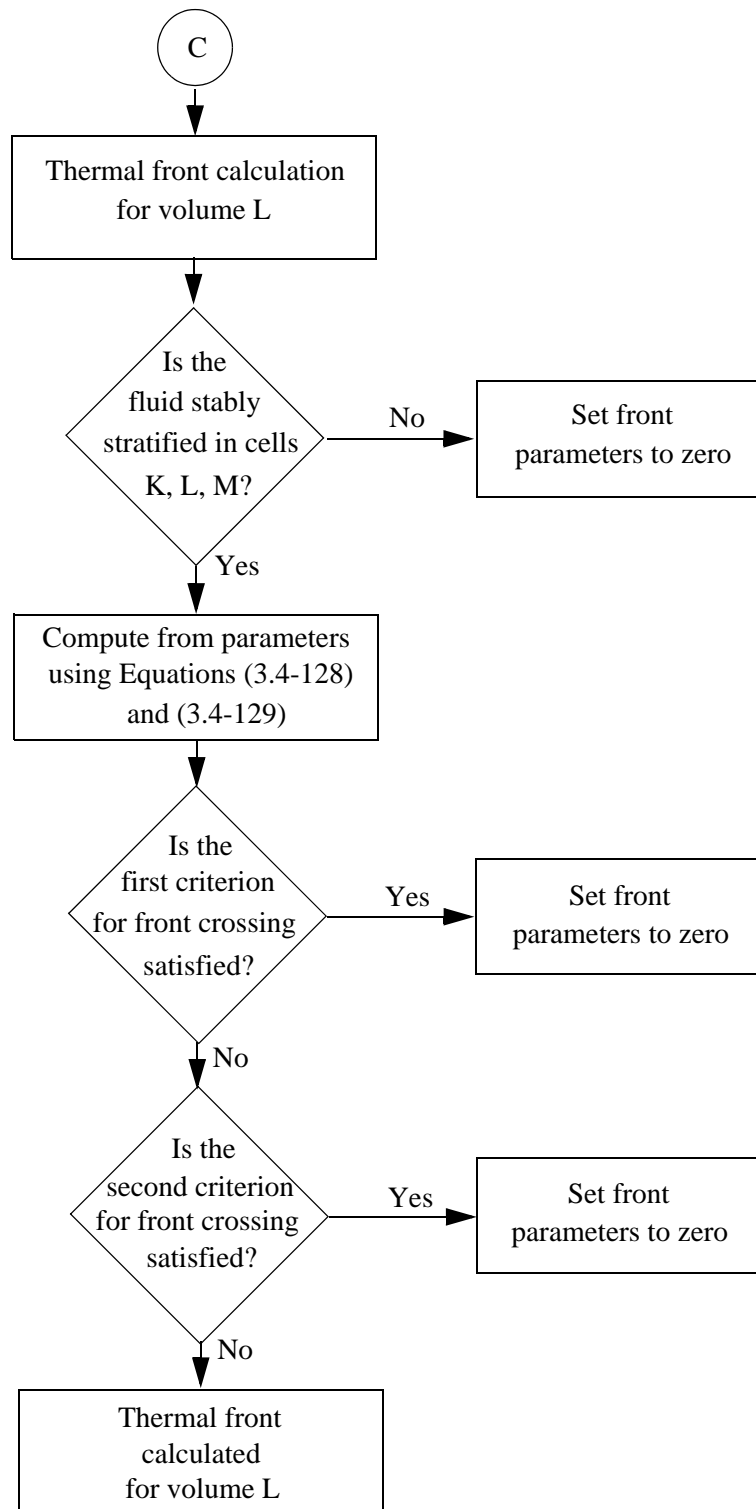 C
Thermal front calculation
for volume L
Is the
fluid stably
stratified in cells
K, L, M?
No
Set front
parameters to zero
Yes
Compute from parameters
using Equations (3.4-128)
and (3.4-129)
Is the
first criterion
for front crossing
satisfied?
Yes
Set front
parameters to zero
No
Is the
second criterion
for front crossing
satisfied?
Yes
Set front
parameters to zero
No
Thermal front
calculated
for volume L